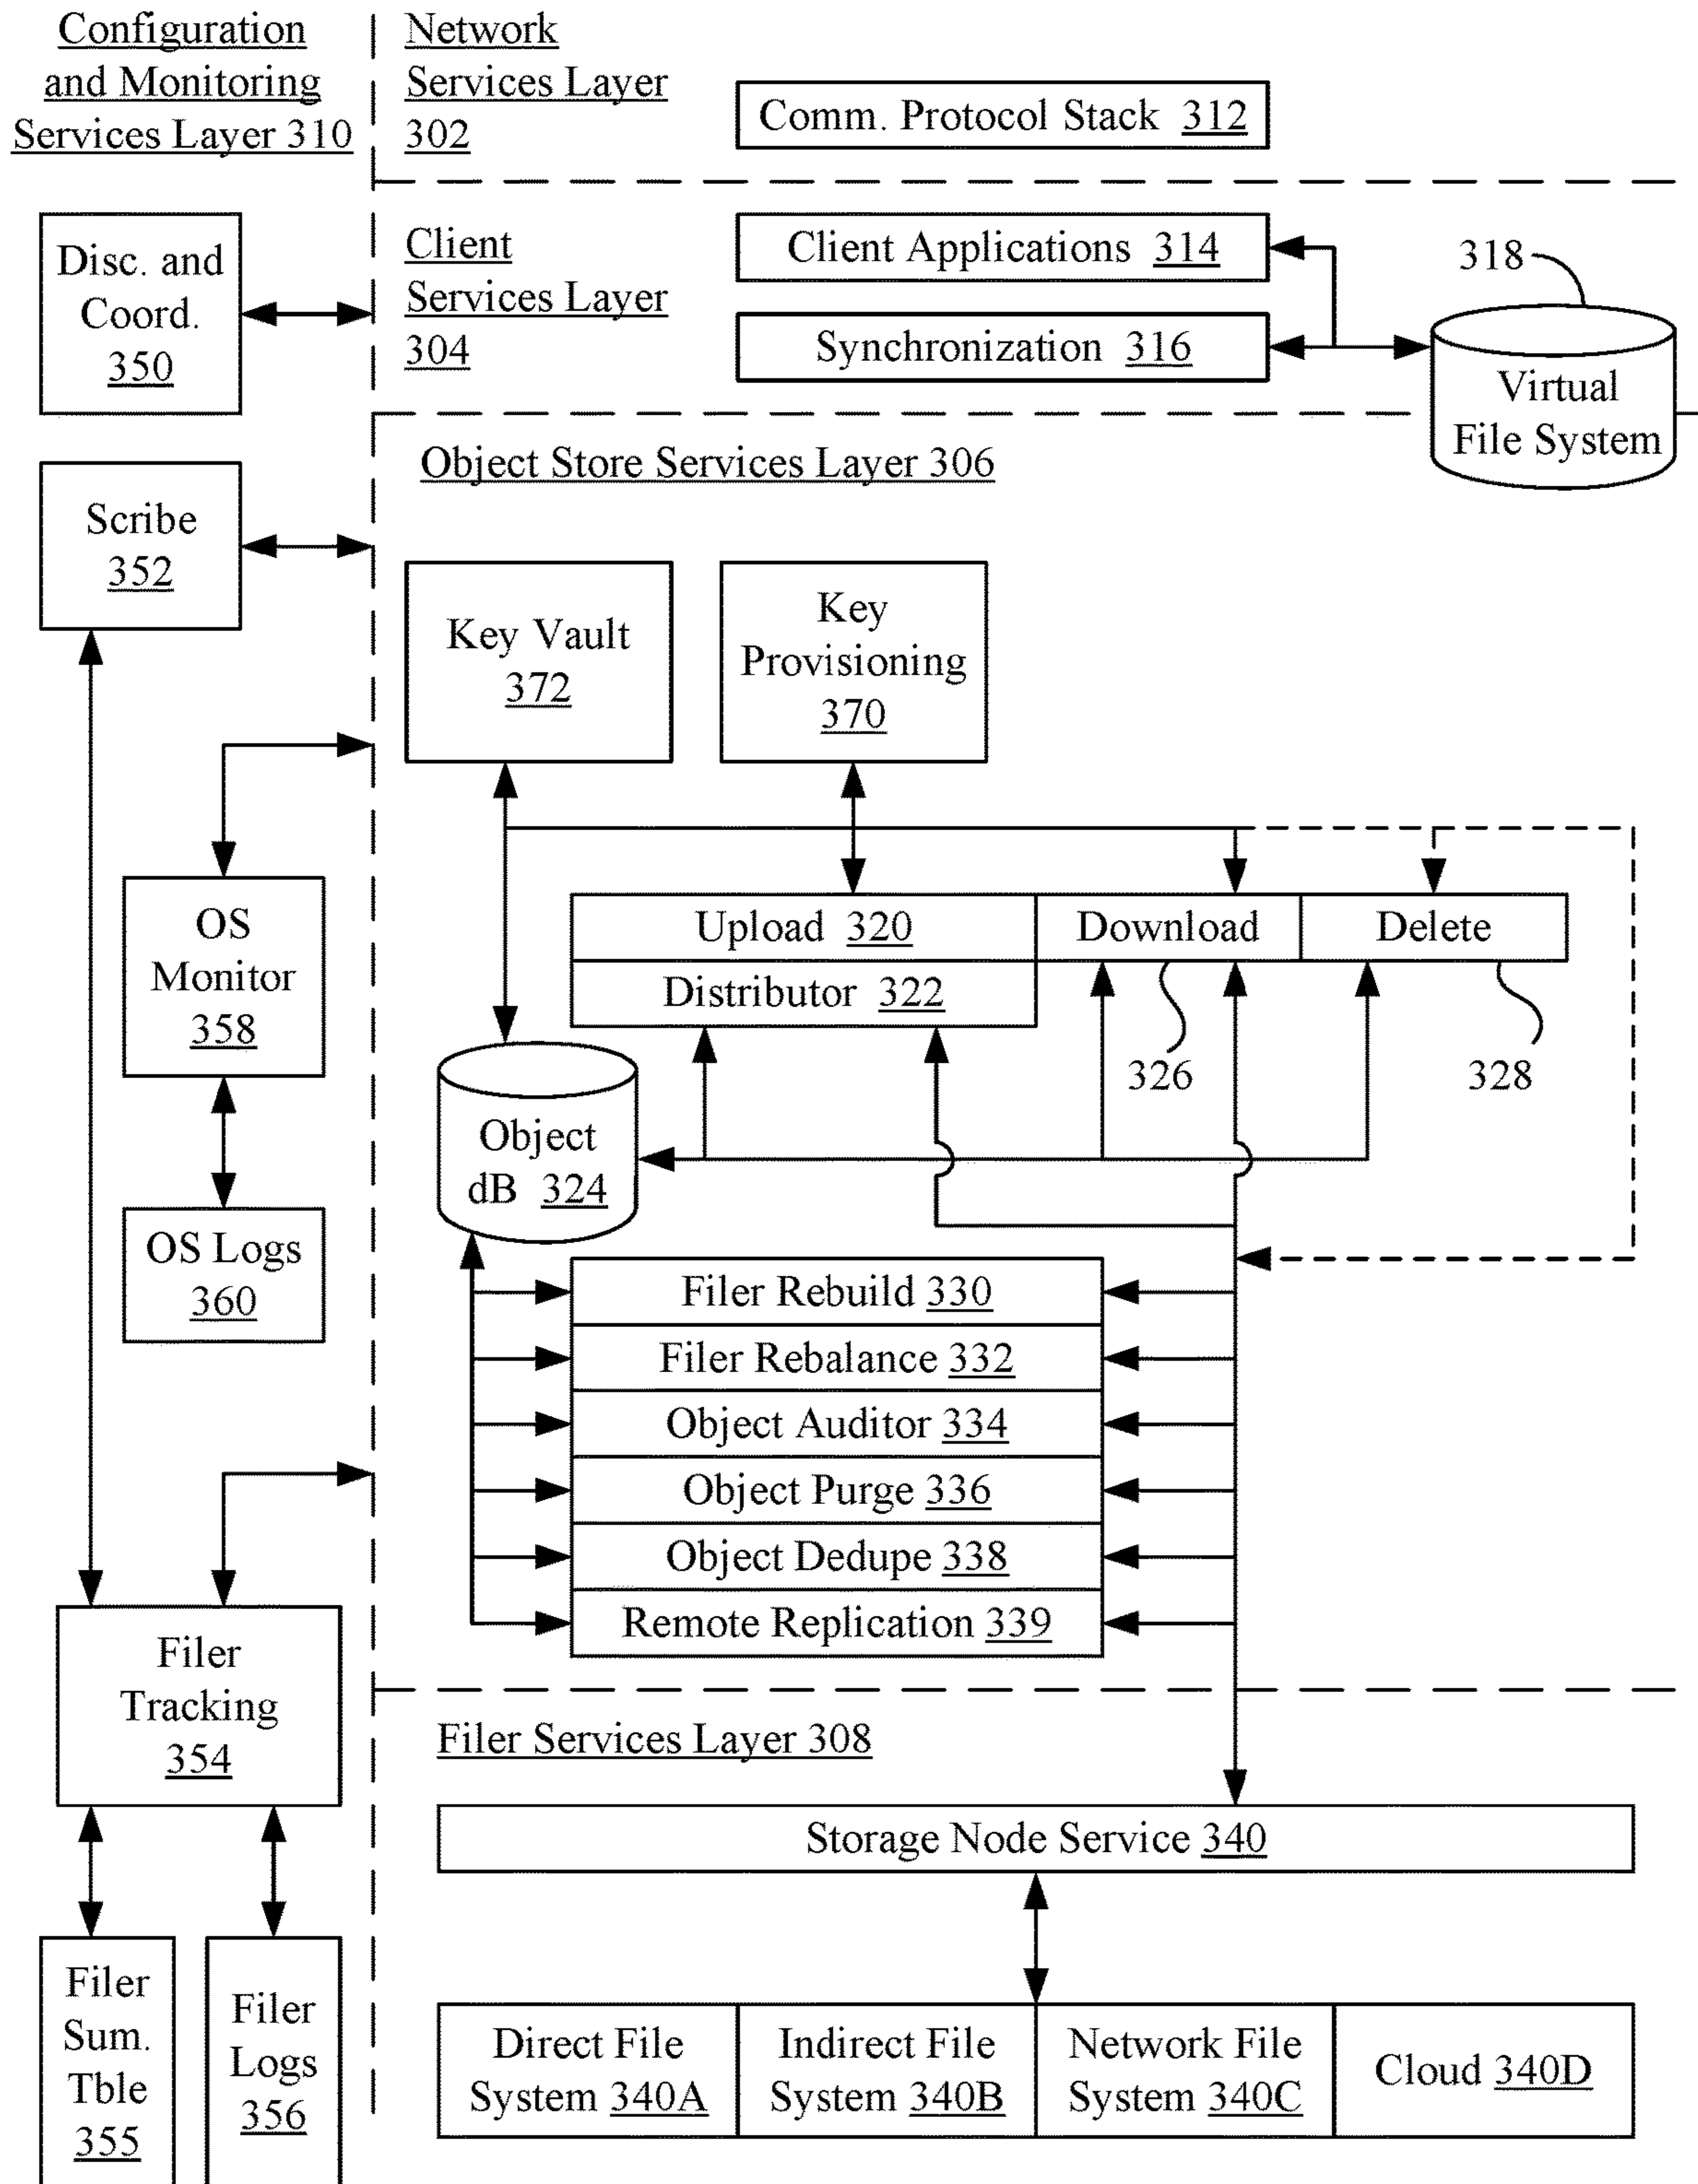 Configuration
and Monitoring
Services Layer 310
Network
Services Layer
302
Comm. Protocol Stack 312
Disc. and
Coord.
350
Client
Services Layer
304
Client Applications 314
Synchronization 316
318
Virtual
File System
Scribe
352
Object Store Services Layer 306
Key Vault
372
Key
Provisioning
370
OS
Monitor
358
OS Logs
360
Upload 320
Download
Delete
Distributor 322
326
328
Object
dB 324
Filer Rebuild 330
Filer Rebalance 332
Object Auditor 334
Object Purge 336
Object Dedupe 338
Remote Replication 339
Filer
Tracking
354
Filer
Sum.
Tble
355
Filer
Logs
356
Filer Services Layer 308
Storage Node Service 340
Direct File
System 340A
Indirect File
System 340B
Network File
System 340C
Cloud 340D